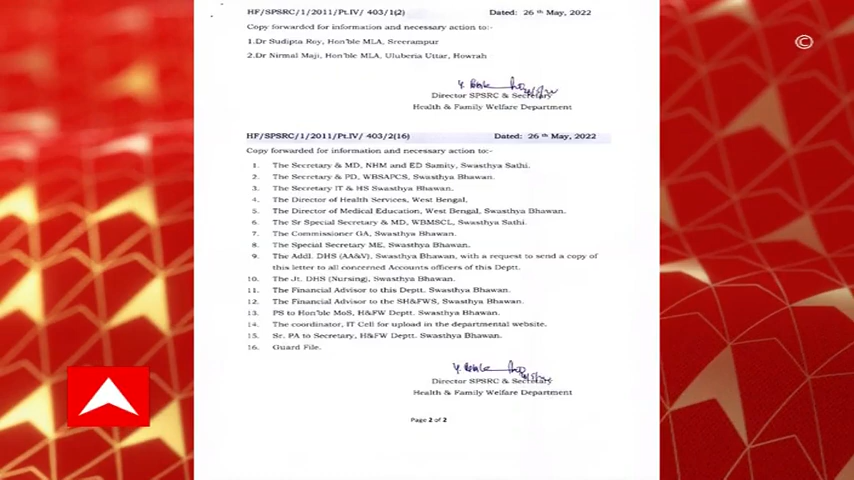 HF/SPSRC/1/2011/Pt.IV/ 403/1(2) Dated: 26 th May, 2022
Copy forwarded for information and necessary action to:-
1.Dr Sudipta Roy, Hon'ble MLA, Sreerampur
2.Dr Nirmal Maji, Hon'ble MLA, Uluberia Uttar, Howrah
Director SPSRC & Secretary
Health & Family Welfare Department
HF/SPSRC/1/2011/Pt.IV/ 403/2(16) Dated: 26 th May, 2022
Copy forwarded for information and necessary action to:-
1. The Secretary & MD, NHM and ED Samity, Swasthya Sathi.
2. The Secretary & PD, WBSAPCS, Swasthya Bhawan.
3. The Secretary IT & HS Swasthya Bhawan.
4. The Director of Health Services, West Bengal,
5. The Director of Medical Education, West Bengal, Swasthya Bhawan.
6. The Sr Special Secretary & MD, WBMSCL, Swasthya Sathi.
7. The Commissioner GA, Swasthya Bhawan.
8. The Special Secretary ME, Swasthya Bhawan.
9. The Addl. DHS (AA&V), Swasthya Bhawan, with a request to send a copy of
this letter to all concerned Accounts officers of this Deptt.
10. The Jt. DHS (Nursing), Swasthya Bhawan.
11. The Financial Advisor to this Deptt. Swasthya Bhawan.
12. The Financial Advisor to the SH&FWS, Swasthya Bhawan.
13. PS to Hon'ble MoS, H&FW Deptt. Swasthya Bhawan.
14. The coordinator, IT Cell for upload in the departmental website.
15. Sr. PA to Secretary, H&FW Deptt. Swasthya Bhawan.
16. Guard File.
Director SPSRC & Secretary
Health & Family Welfare Department
Page 2 of 2
©